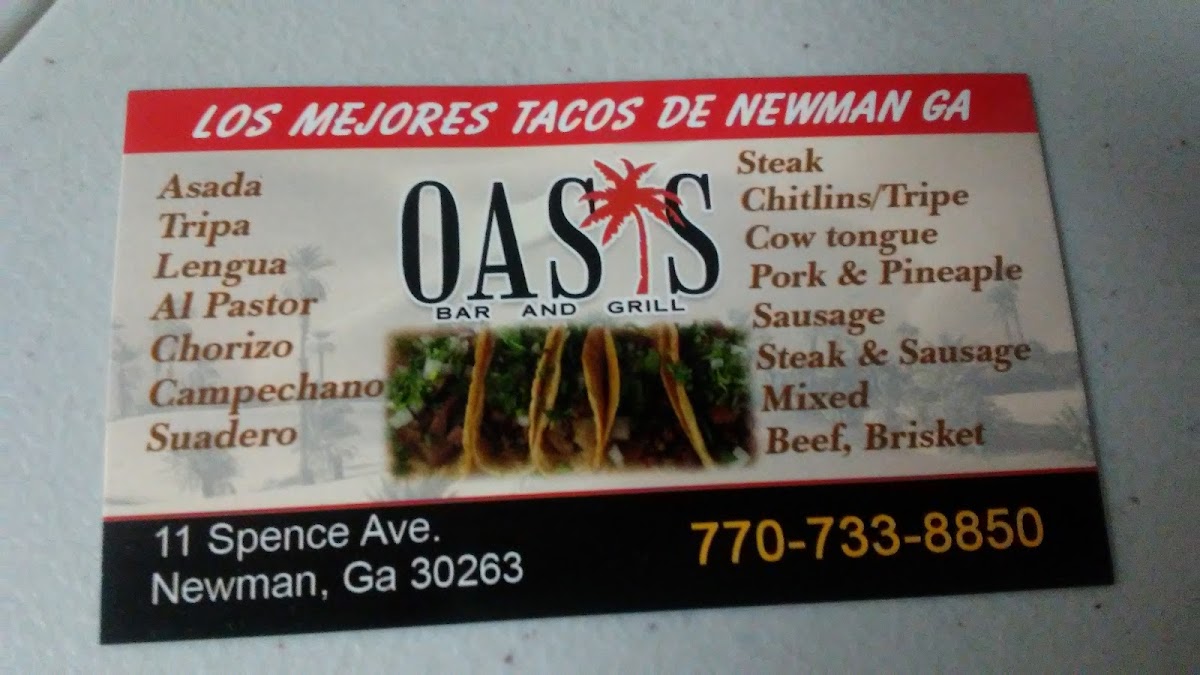 LOS MEJORES TACOS DE NEWMAN GA
Asada
Tripa
Lengua
Al Pastor
Chorizo
Campechano
Suadero
OASIS
BAR AND GRILL
Steak
Chitlins/Tripe
Cow tongue
Pork & Pineaple
Sausage
Steak & Sausage
Mixed
Beef, Brisket
11 Spence Ave.
Newman, Ga 30263
770-733-8850